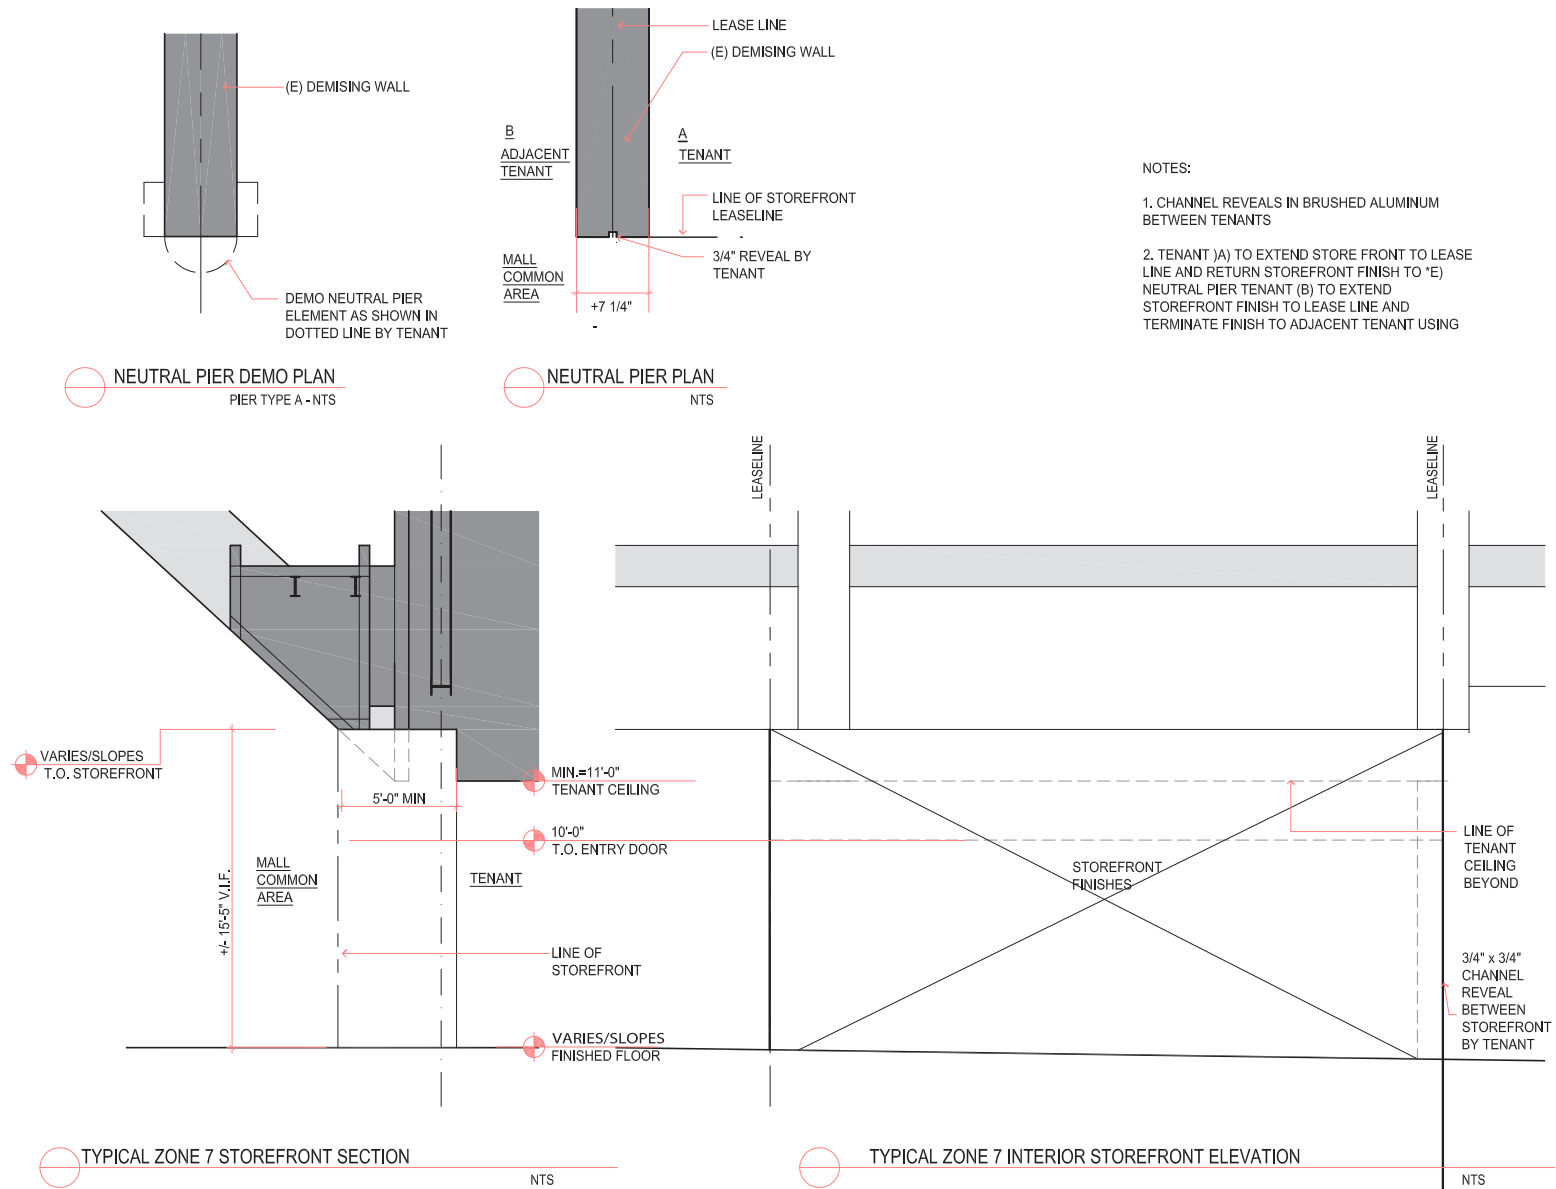 (E) DEMISING WALL
DEMO NEUTRAL PIER
ELEMENT AS SHOWN IN
DOTTED LINE BY TENANT
NEUTRAL PIER DEMO PLAN
PIER TYPE A - NTS
LEASE LINE
(E) DEMISING WALL
B
ADJACENT
TENANT
A
TENANT
LINE OF STOREFRONT
LEASELINE
3/4" REVEAL BY
TENANT
MALL
COMMON
AREA
+7 1/4"
-
NEUTRAL PIER PLAN
NTS
NOTES:
1. CHANNEL REVEALS IN BRUSHED ALUMINUM
BETWEEN TENANTS
2. TENANT )A) TO EXTEND STORE FRONT TO LEASE
LINE AND RETURN STOREFRONT FINISH TO *E)
NEUTRAL PIER TENANT (B) TO EXTEND
STOREFRONT FINISH TO LEASE LINE AND
TERMINATE FINISH TO ADJACENT TENANT USING
VARIES/SLOPES
T.O. STOREFRONT
+/- 15'-5" V.I.F.
MALL
COMMON
AREA
5'-0" MIN
TENANT
MIN.=11'-0"
TENANT CEILING
10'-0"
T.O. ENTRY DOOR
LINE OF
STOREFRONT
VARIES/SLOPES
FINISHED FLOOR
TYPICAL ZONE 7 STOREFRONT SECTION
NTS
LEASELINE
LEASELINE
STOREFRONT
FINISHES
LINE OF
TENANT
CEILING
BEYOND
3/4" x 3/4"
CHANNEL
REVEAL
BETWEEN
STOREFRONT
BY TENANT
TYPICAL ZONE 7 INTERIOR STOREFRONT ELEVATION
NTS